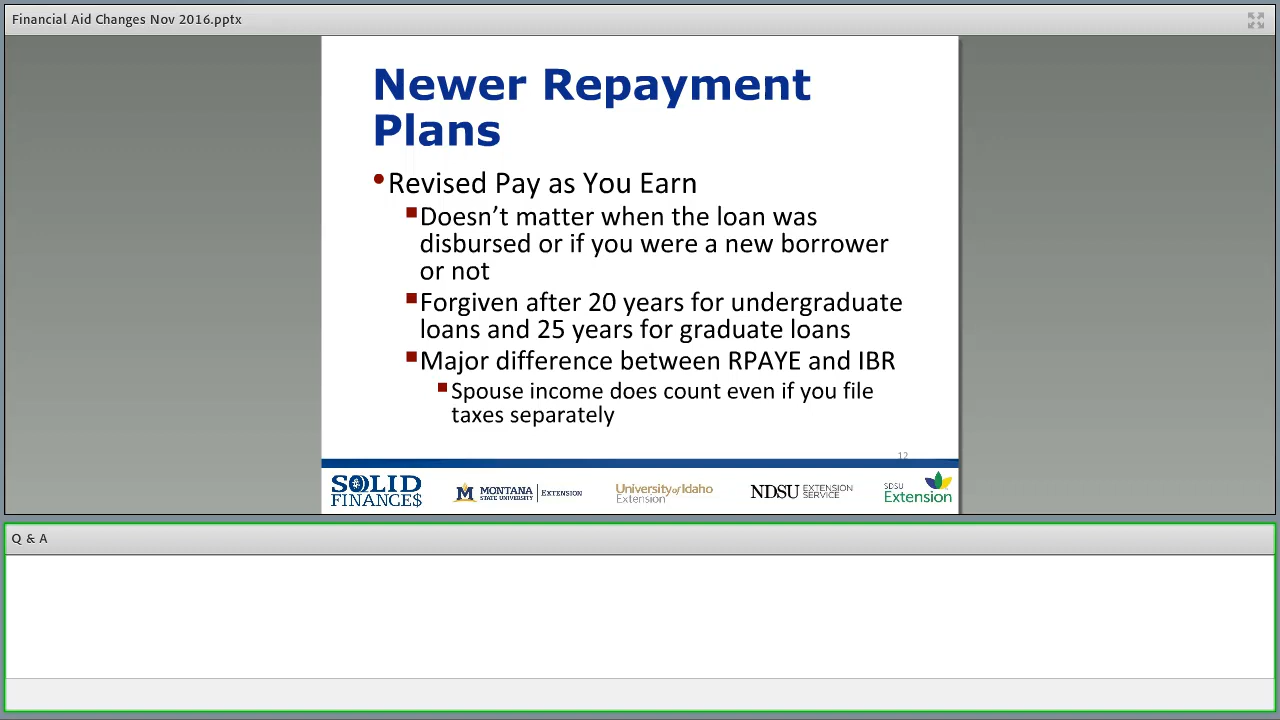 Financial Aid Changes Nov 2016.pptx
Newer Repayment
Plans
•Revised Pay as You Earn
▪Doesn’t matter when the loan was
disbursed or if you were a new borrower
or not
▪Forgiven after 20 years for undergraduate
loans and 25 years for graduate loans
▪Major difference between RPAYE and IBR
▪Spouse income does count even if you file
taxes separately
12
SOLID
FINANCE$
M MONTANA
STATE UNIVERSITY
EXTENSION
University of Idaho
Extension
NDSU EXTENSION
SERVICE
SDSU
Extension
Q & A